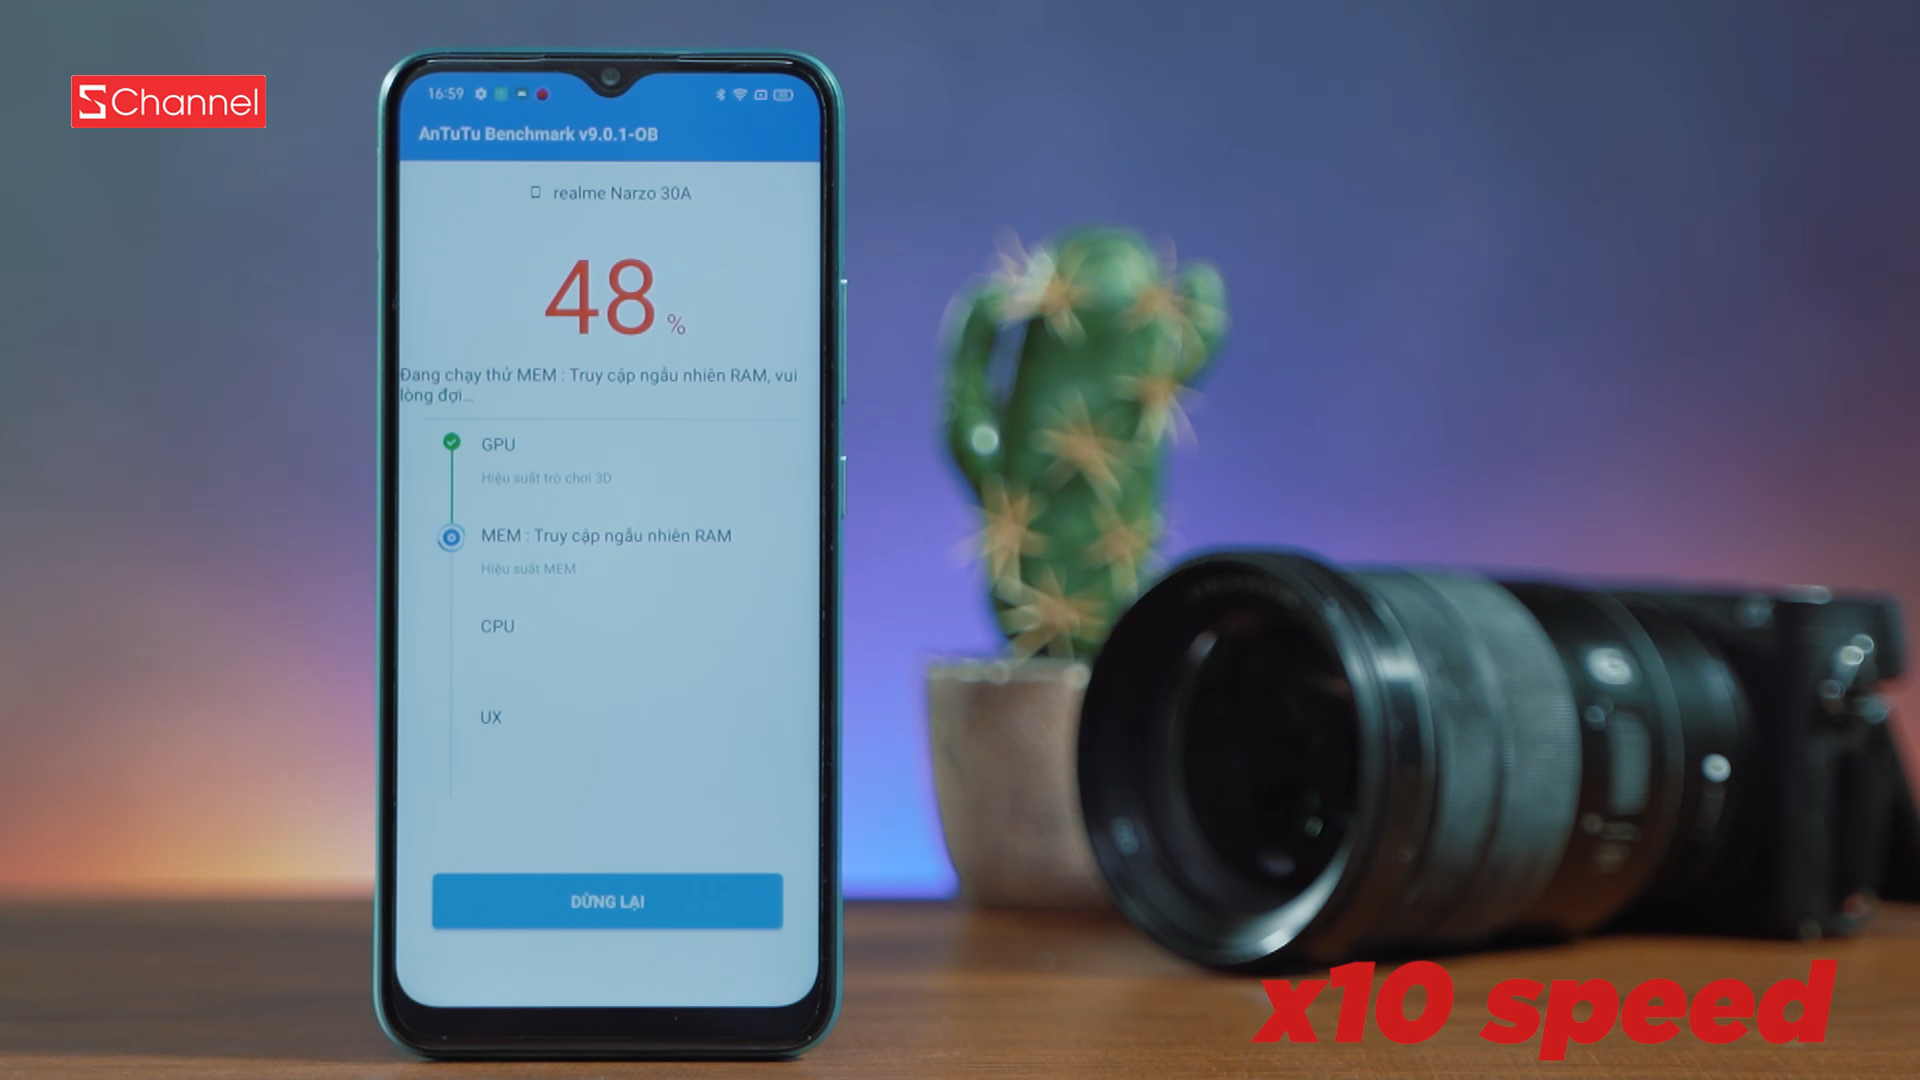 S Channel
16:59
AnTuTu Benchmark v9.0.1-OB
realme Narzo 30A
48 %
Đang chạy thử MEM : Truy cập ngẫu nhiên RAM, vui
lòng đợi...
GPU
Hiệu suất trò chơi 3D
MEM : Truy cập ngẫu nhiên RAM
Hiệu suất MEM
CPU
UX
DỪNG LẠI
x10 speed